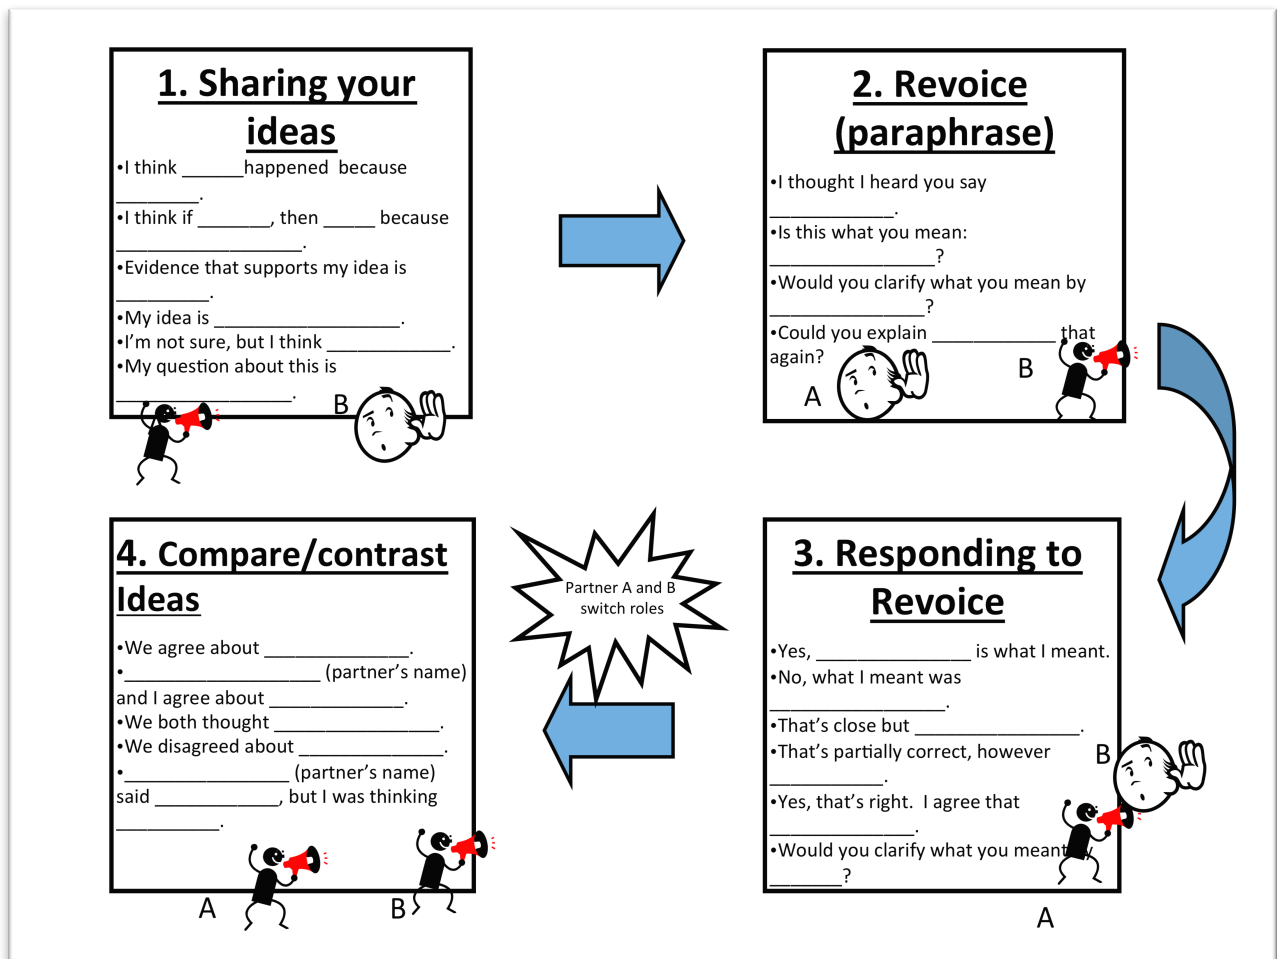 1. Sharing your
ideas
•I think ______happened  because
________.
•I think if _______, then _____ because
__________________.
•Evidence that supports my idea is
_________.
•My idea is __________________.
•I’m not sure, but I think ____________.
•My question about this is
_________________.
B
2. Revoice
(paraphrase)
•I thought I heard you say
____________.
•Is this what you mean:
________________?
•Would you clarify what you mean by
_______________?
•Could you explain ____________ that
again?
A
B
3. Responding to
Revoice
•Yes, _______________ is what I meant.
•No, what I meant was
_________________.
•That’s close but ________________.
•That’s partially correct, however
___________.
•Yes, that’s right.  I agree that
______________.
•Would you clarify what you meant
_______?
B
A
Partner A and B
switch roles
4. Compare/contrast
Ideas
•We agree about ______________.
•___________________ (partner’s name)
and I agree about _____________.
•We both thought ________________.
•We disagreed about ______________.
•________________ (partner’s name)
said ____________, but I was thinking
__________.
A
B